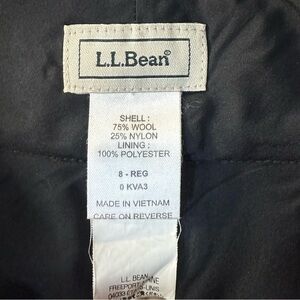 L.L.Bean®
SHELL :
75% WOOL
25% NYLON
LINING :
100% POLYESTER
8 - REG
0 KVA3
MADE IN VIETNAM
CARE ON REVERSE
L.L. BEAN
FREEPORT